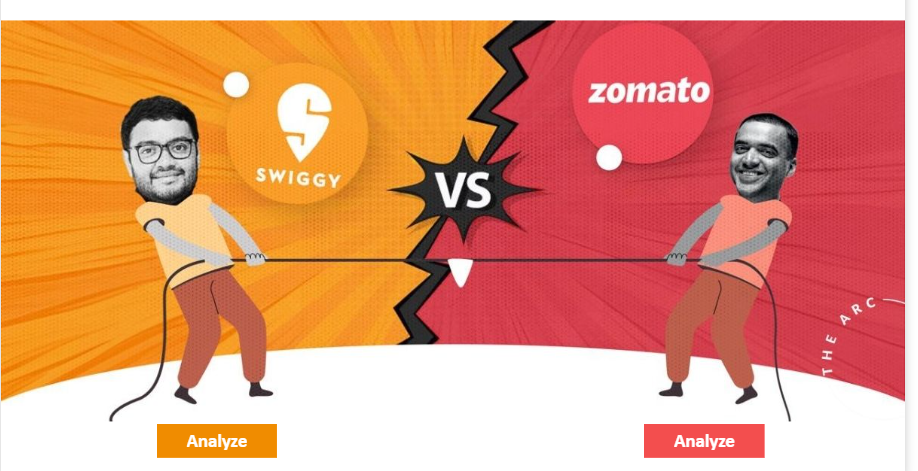 SWIGGY
zomato
VS
THE ARC
Analyze
Analyze